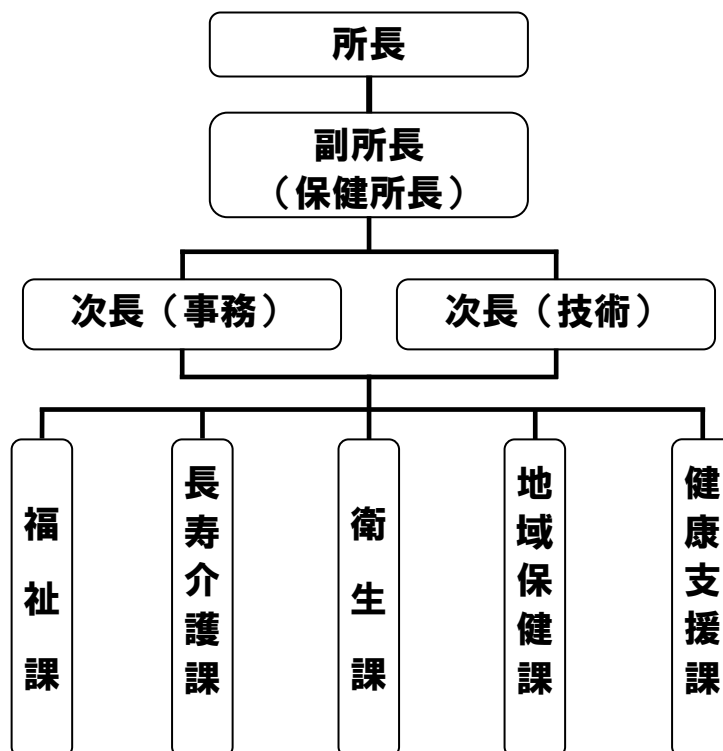 所長
副所長
（保健所長）
次長（事務）
次長（技術）
福祉課
長寿介護課
衛生課
地域保健課
健康支援課